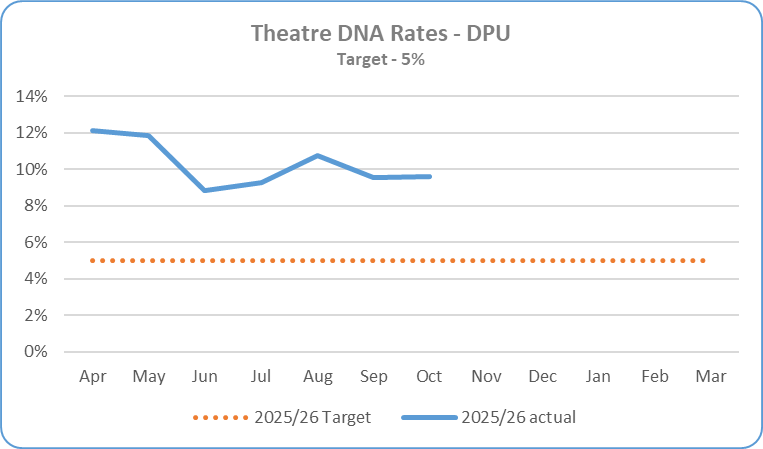 Theatre DNA Rates - DPU
Target - 5%
14%
12%
10%
8%
6%
4%
2%
0%
Apr May Jun Jul Aug Sep Oct Nov Dec Jan Feb Mar
2025/26 Target 2025/26 actual